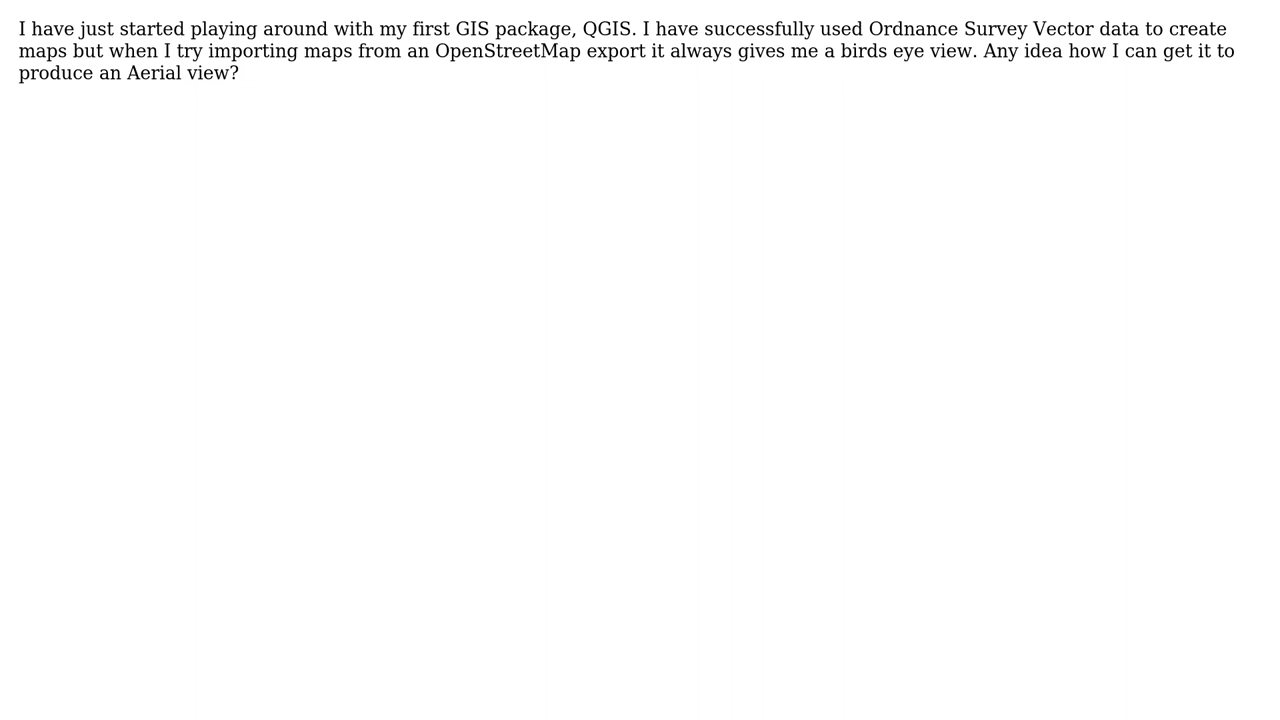 I have just started playing around with my first GIS package, QGIS. I have successfully used Ordnance Survey Vector data to create
maps but when I try importing maps from an OpenStreetMap export it always gives me a birds eye view. Any idea how I can get it to
produce an Aerial view?